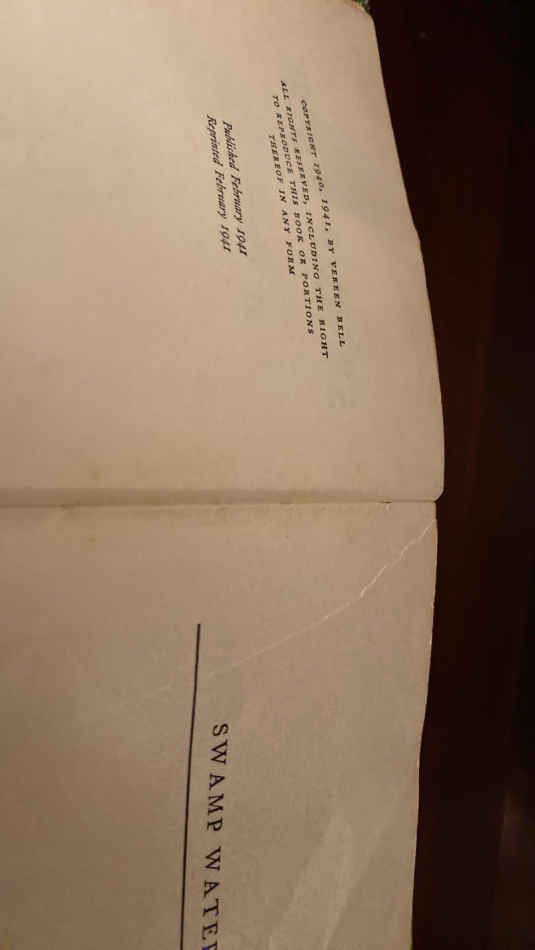 COPYRIGHT 1940, 1941, BY VEREEN BELL
ALL RIGHTS RESERVED, INCLUDING THE RIGHT
TO REPRODUCE THIS BOOK OR PORTIONS
THEREOF IN ANY FORM
Published February 1941
Reprinted February 1941
SWAMP WATER